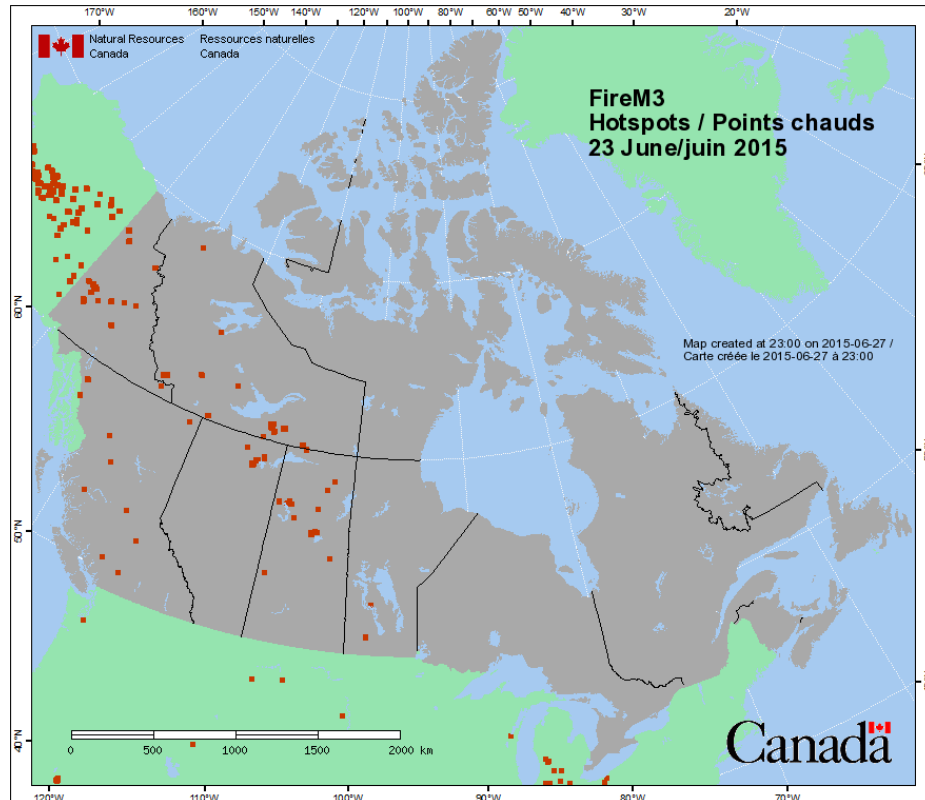 170°W 160°W 150°W 140°W 130°W 120°W 110°W 100°W 90°W 80°W 70°W 60°W 50°W 40°W 30°W 20°W
Natural Resources Ressources naturelles
Canada Canada
FireM3
Hotspots / Points chauds
23 June/juin 2015
60°N
Map created at 23:00 on 2015-06-27 /
Carte créée le 2015-06-27 à 23:00
50°N
40°N
0 500 1000 1500 2000 km
Canada
120°W 110°W 100°W 90°W 80°W 70°W